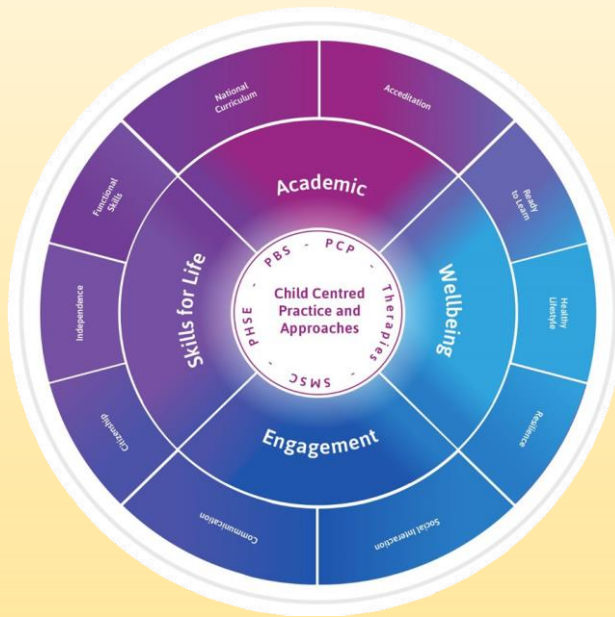 National
Curriculum
Acceditation
Ready
to Learn
Healthy
Lifestyle
Resilience
Social Interaction
Communication
Citizenship
Independence
Functional
Skills
Academic
Wellbeing
Engagement
Skills for Life
PBS - PCP - Therapies - SMSC - PHSE -
Child Centred
Practice and
Approaches